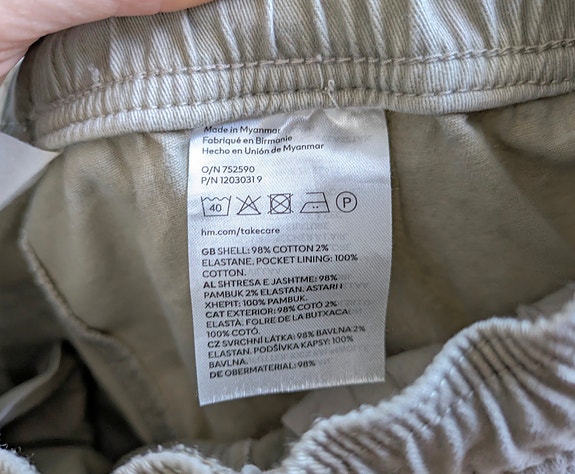 Made in Myanmar
Fabriqué en Birmanie
Hecho en Unión de Myanmar
O/N 752590
P/N 1203031 9
40 P
hm.com/takecare
GB SHELL: 98% COTTON 2%
ELASTANE. POCKET LINING: 100%
COTTON.
AL SHTRESA E JASHTME: 98%
PAMBUK 2% ELASTAN. ASTARI I
XHEPIT: 100% PAMBUK.
CAT EXTERIOR: 98% COTÓ 2%
ELASTÀ. FOLRE DE LA BUTXACA:
100% COTÓ.
CZ SVRCHNÍ LÁTKA: 98% BAVLNA 2%
ELASTAN. PODŠÍVKA KAPSY: 100%
BAVLNA.
DE OBERMATERIAL: 98%